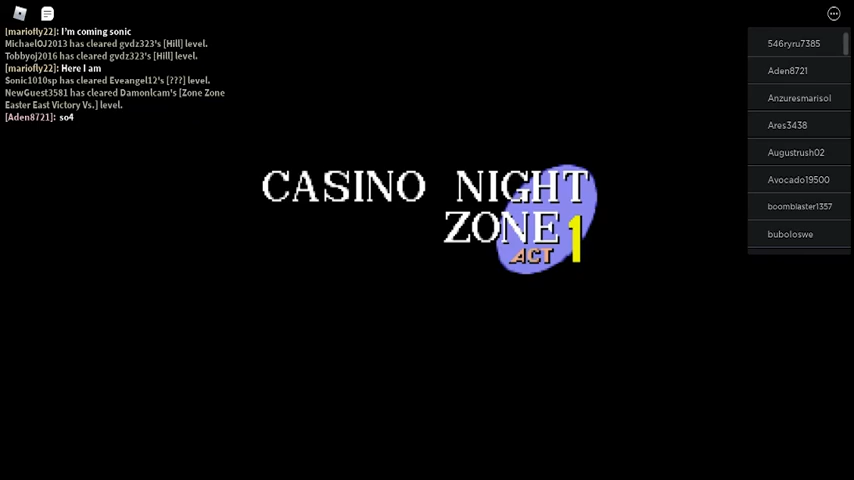 [mariofly22]: I'm coming sonic
MichaelOJ2013 has cleared gvdz323's [Hill] level.
Tobbyoj2016 has cleared gvdz323's [Hill] level.
[mariofly22]: Here I am
Sonic1010sp has cleared Eveangel12's [???] level.
NewGuest3581 has cleared Damonlcam's [Zone Zone
Easter East Victory Vs.] level.
[Aden8721]: so4
CASINO NIGHT
ZONE
ACT 1
546ryru7385
Aden8721
Anzuresmarisol
Ares3438
Augustrush02
Avocado19500
boomblaster1357
buboloswe